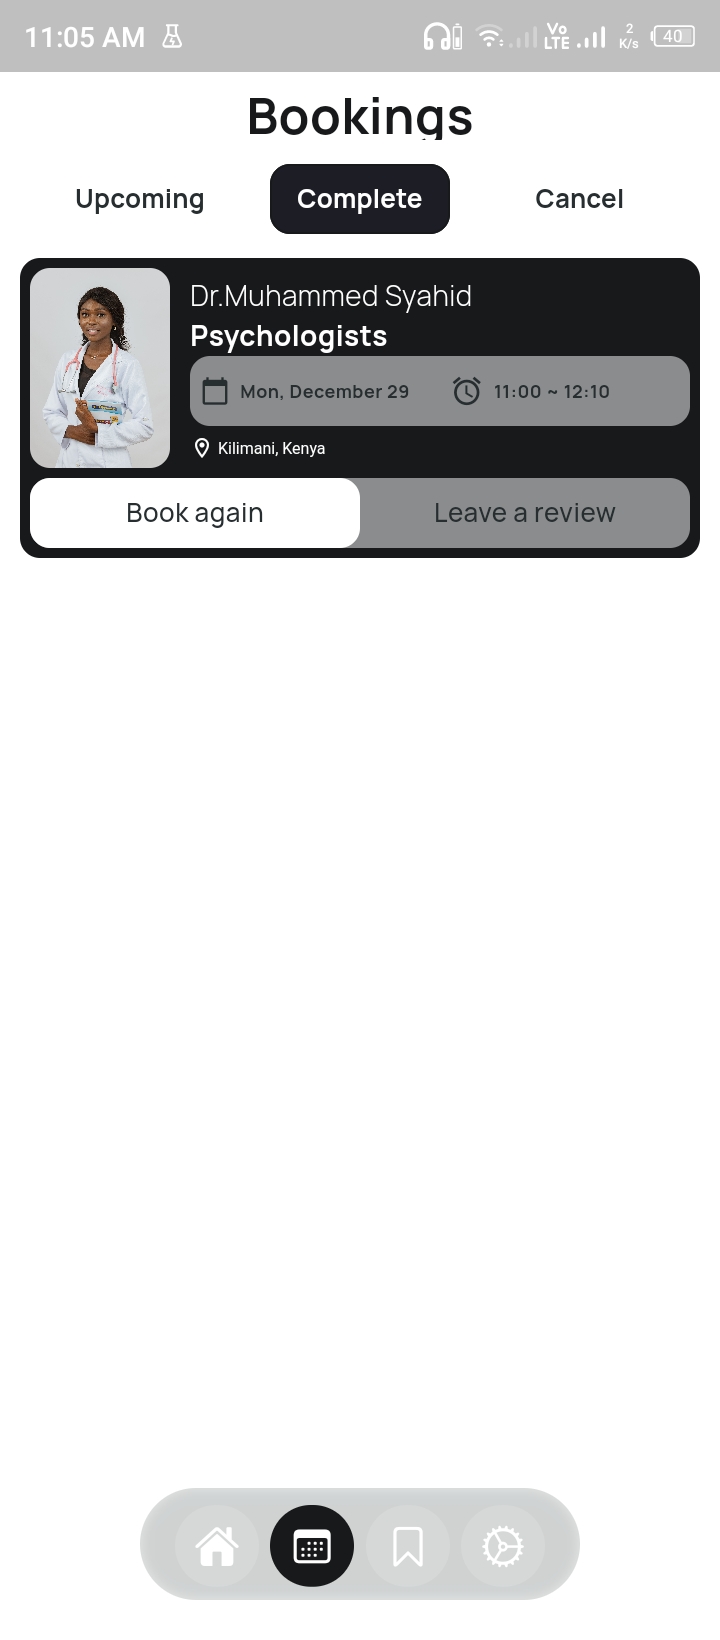 11:05 AM
Vo
LTE
2
K/s
40
Bookings
Upcoming
Complete
Cancel
Dr.Muhammed Syahid
Psychologists
Mon, December 29
11:00 ~ 12:10
Kilimani, Kenya
Book again
Leave a review